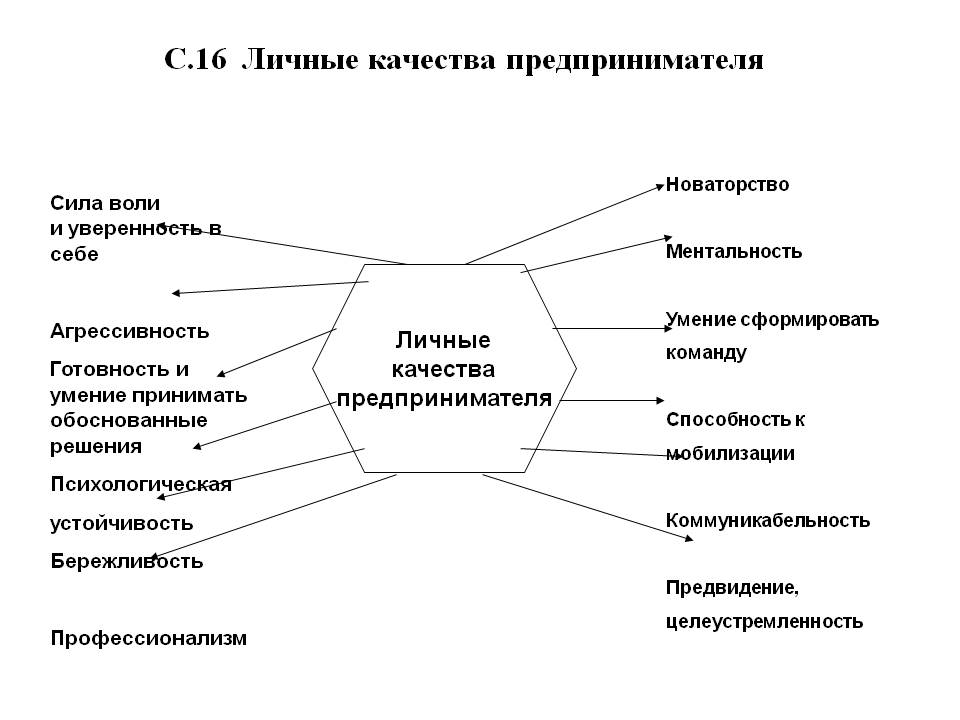 С.16 Личные качества предпринимателя
Сила воли
и уверенность в
себе
Агрессивность
Готовность и
умение принимать
обоснованные
решения
Психологическая
устойчивость
Бережливость
Профессионализм
Личные
качества
предпринимателя
Новаторство
Ментальность
Умение сформировать
команду
Способность к
мобилизации
Коммуникабельность
Предвидение,
целеустремленность